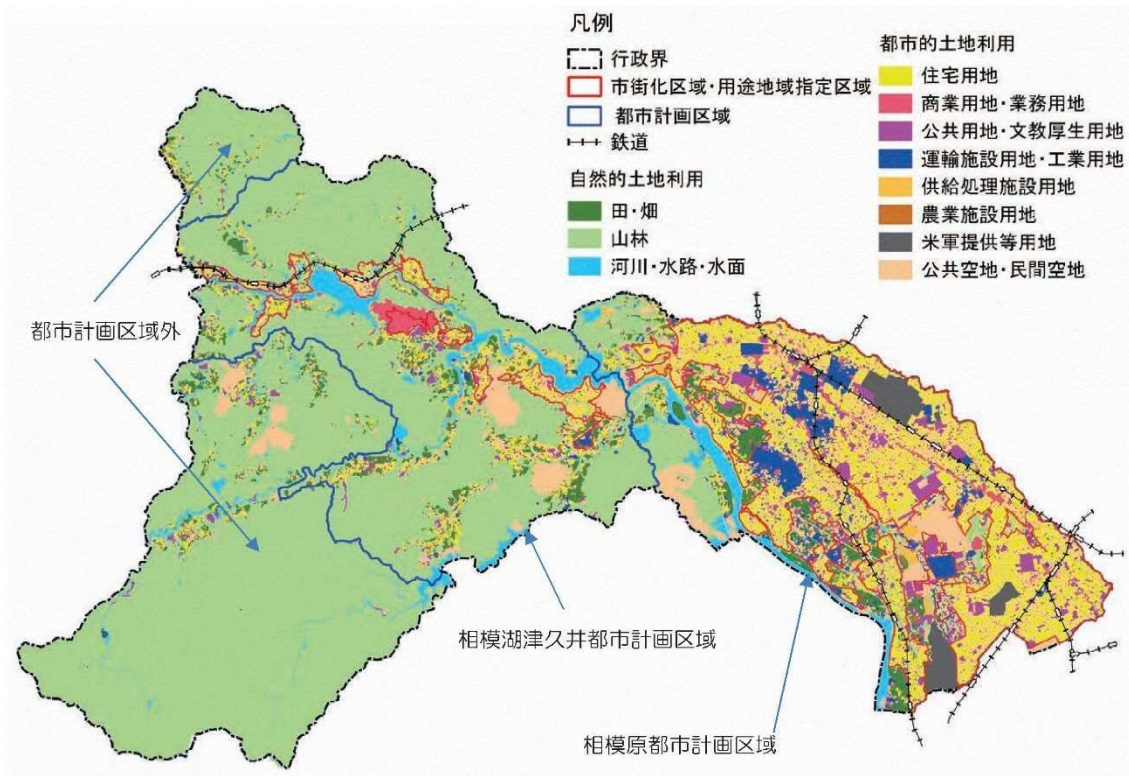 凡例
行政界
市街化区域・用途地域指定区域
都市計画区域
鉄道
自然的土地利用
田・畑
山林
河川・水路・水面
都市的土地利用
住宅用地
商業用地・業務用地
公共用地・文教厚生用地
運輸施設用地・工業用地
供給処理施設用地
農業施設用地
米軍提供等用地
公共空地・民間空地
都市計画区域外
相模湖津久井都市計画区域
相模原都市計画区域